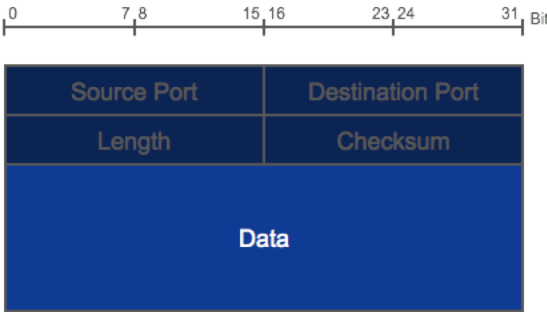 0 7 8 15 16 23 24 31 Bit
Source Port Destination Port
Length Checksum
Data